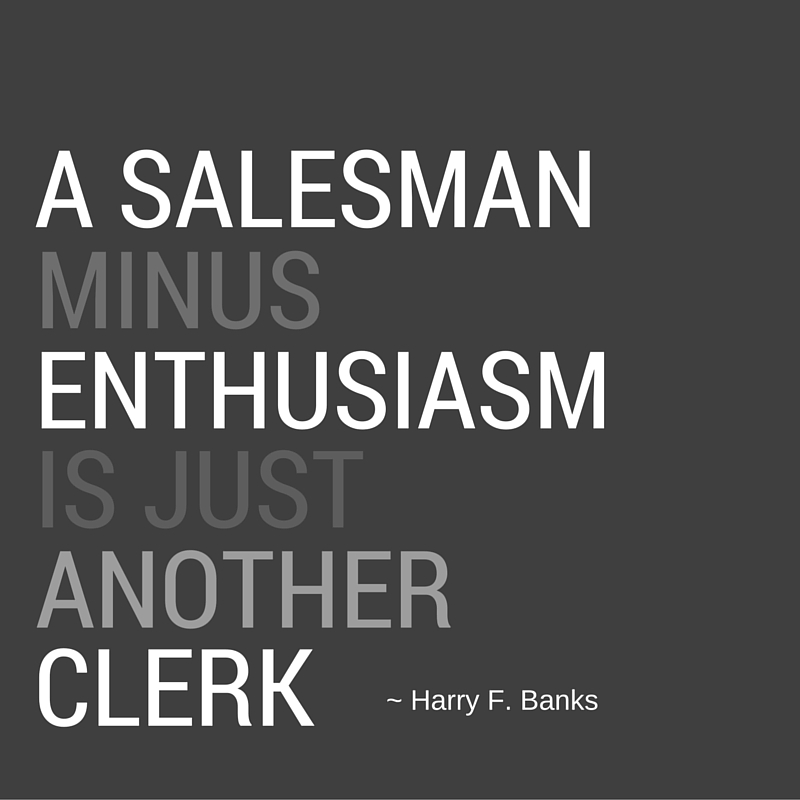 A SALESMAN
MINUS
ENTHUSIASM
IS JUST
ANOTHER
CLERK
~ Harry F. Banks